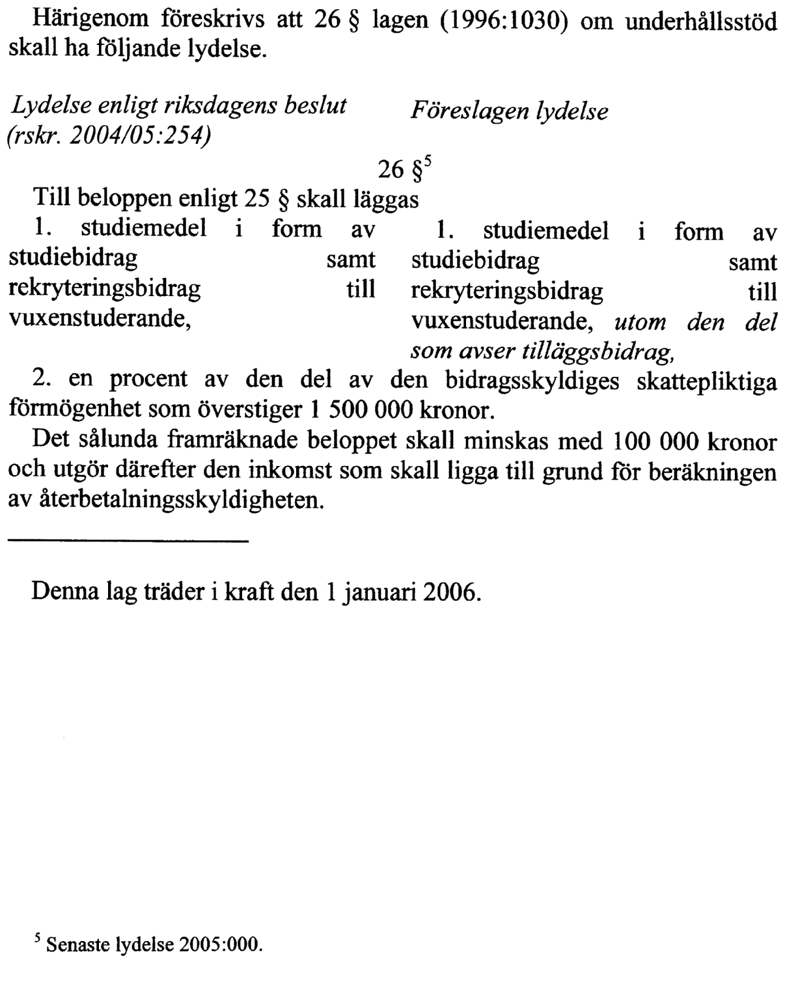 Härigenom föreskrivs att 26 § lagen (1996:1030) om underhållsstöd
skall ha följande lydelse.
Lydelse enligt riksdagens beslut
(rskr. 2004/05:254)
Föreslagen lydelse
26 §5
Till beloppen enligt 25 § skall läggas
1. studiemedel i form av
studiebidrag samt
rekryteringsbidrag till
vuxenstuderande,
1. studiemedel i form av
studiebidrag samt
rekryteringsbidrag till
vuxenstuderande, utom den del
som avser tilläggsbidrag,
2. en procent av den del av den bidragsskyldiges skattepliktiga
förmögenhet som överstiger 1 500 000 kronor.
Det sålunda framräknade beloppet skall minskas med 100 000 kronor
och utgör därefter den inkomst som skall ligga till grund för beräkningen
av återbetalningsskyldigheten.
Denna lag träder i kraft den 1 januari 2006.
5 Senaste lydelse 2005:000.